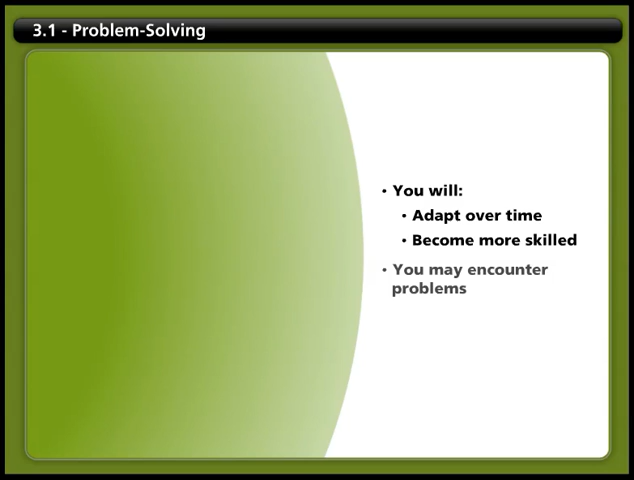 3.1 - Problem-Solving
• You will:
• Adapt over time
• Become more skilled
• You may encounter
problems